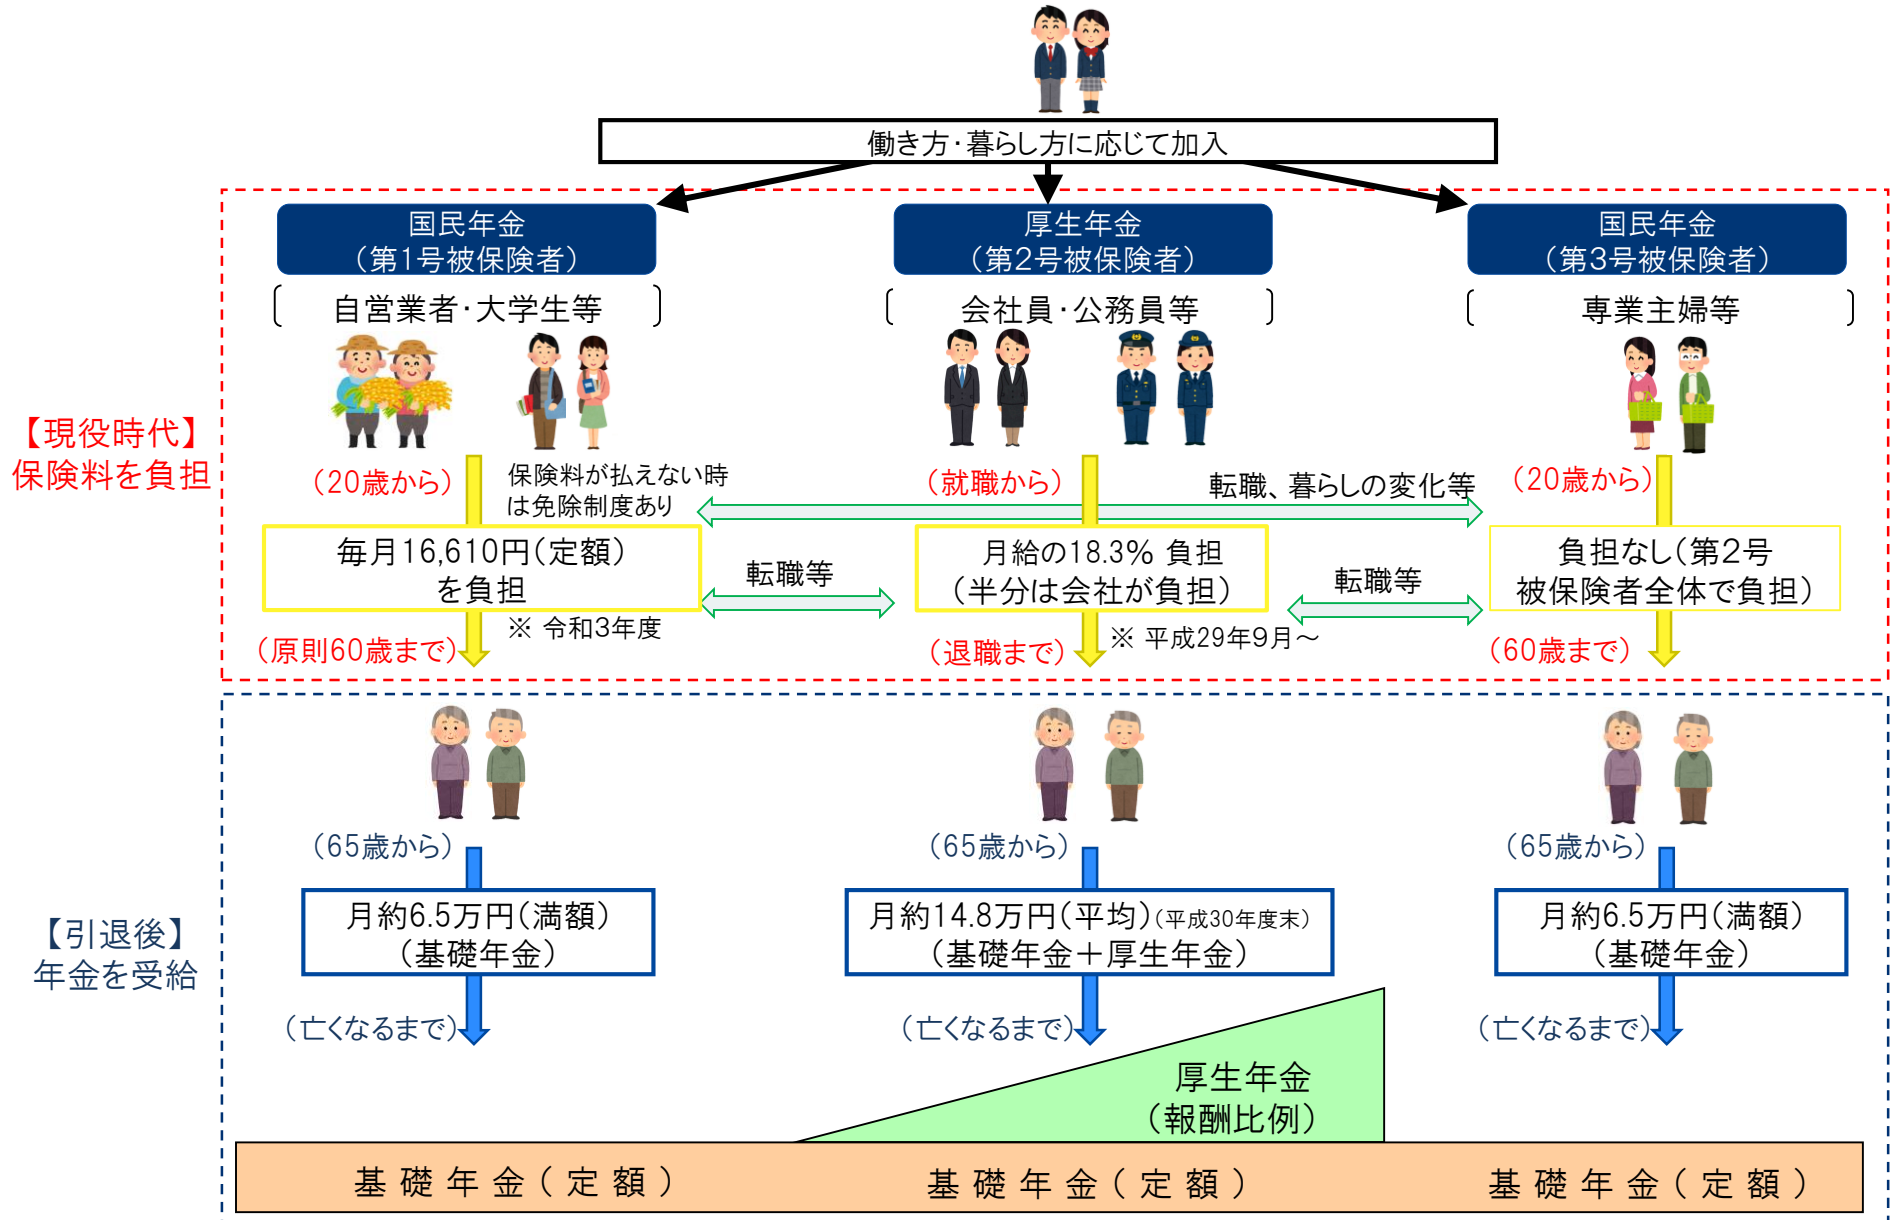 働き方・暮らし方に応じて加入
国民年金
（第1号被保険者）
厚生年金
（第2号被保険者）
国民年金
（第3号被保険者）
自営業者・大学生等
会社員・公務員等
専業主婦等
【現役時代】
保険料を負担
（20歳から）
保険料が払えない時
は免除制度あり
（就職から）
転職、暮らしの変化等
（20歳から）
毎月16,610円（定額）
を負担
転職等
月給の18.3% 負担
（半分は会社が負担）
転職等
負担なし（第2号
被保険者全体で負担）
※ 令和3年度
※ 平成29年9月～
（原則60歳まで）
（退職まで）
（60歳まで）
（65歳から）
（65歳から）
（65歳から）
【引退後】
年金を受給
月約6.5万円（満額）
（基礎年金）
月約14.8万円（平均）（平成30年度末）
（基礎年金＋厚生年金）
月約6.5万円（満額）
（基礎年金）
（亡くなるまで）
（亡くなるまで）
（亡くなるまで）
厚生年金
（報酬比例）
基礎年金（定額）
基礎年金（定額）
基礎年金（定額）